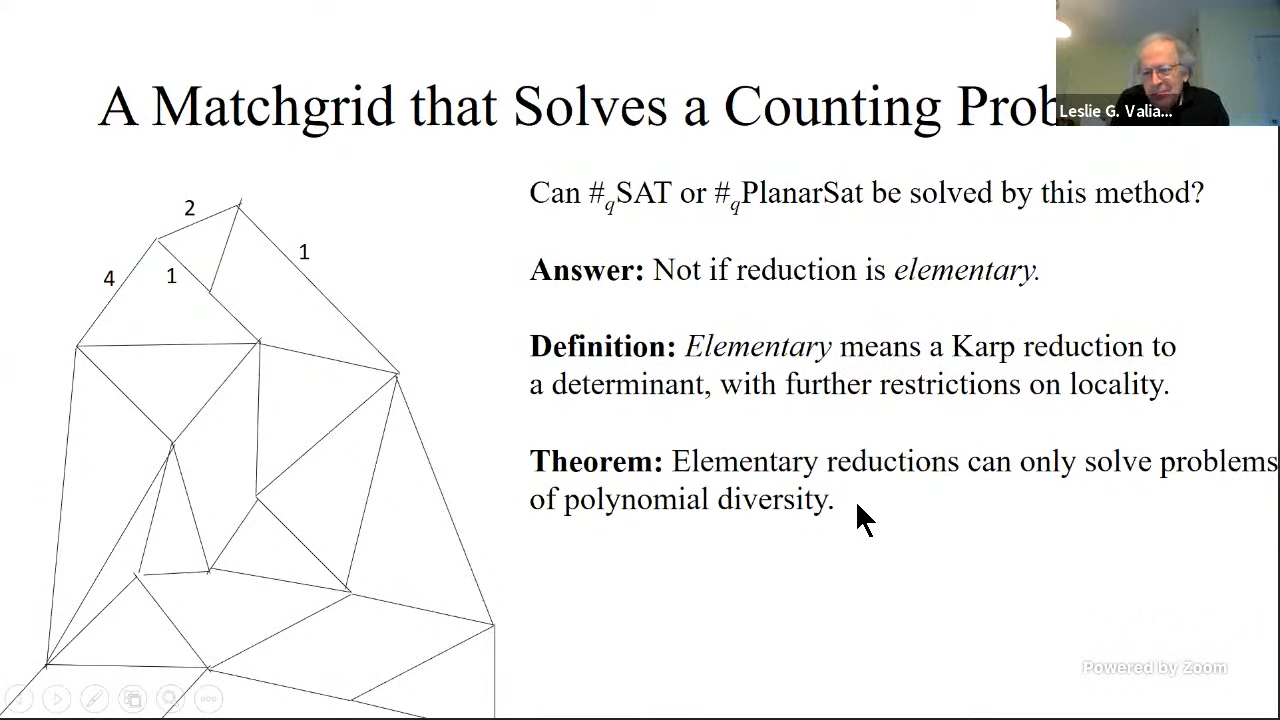 A Matchgrid that Solves a Counting Prob
Leslie G. Valia...
Can #qSAT or #qPlanarSat be solved by this method?
2
1
4
1
Answer: Not if reduction is elementary.
Definition: Elementary means a Karp reduction to
a determinant, with further restrictions on locality.
Theorem: Elementary reductions can only solve problems
of polynomial diversity.
Powered by Zoom